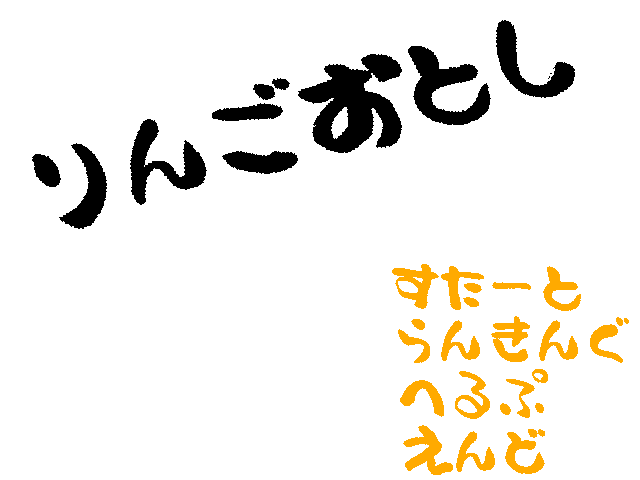 りんごおとし
すたーと
らんきんぐ
へるぷ
えんど